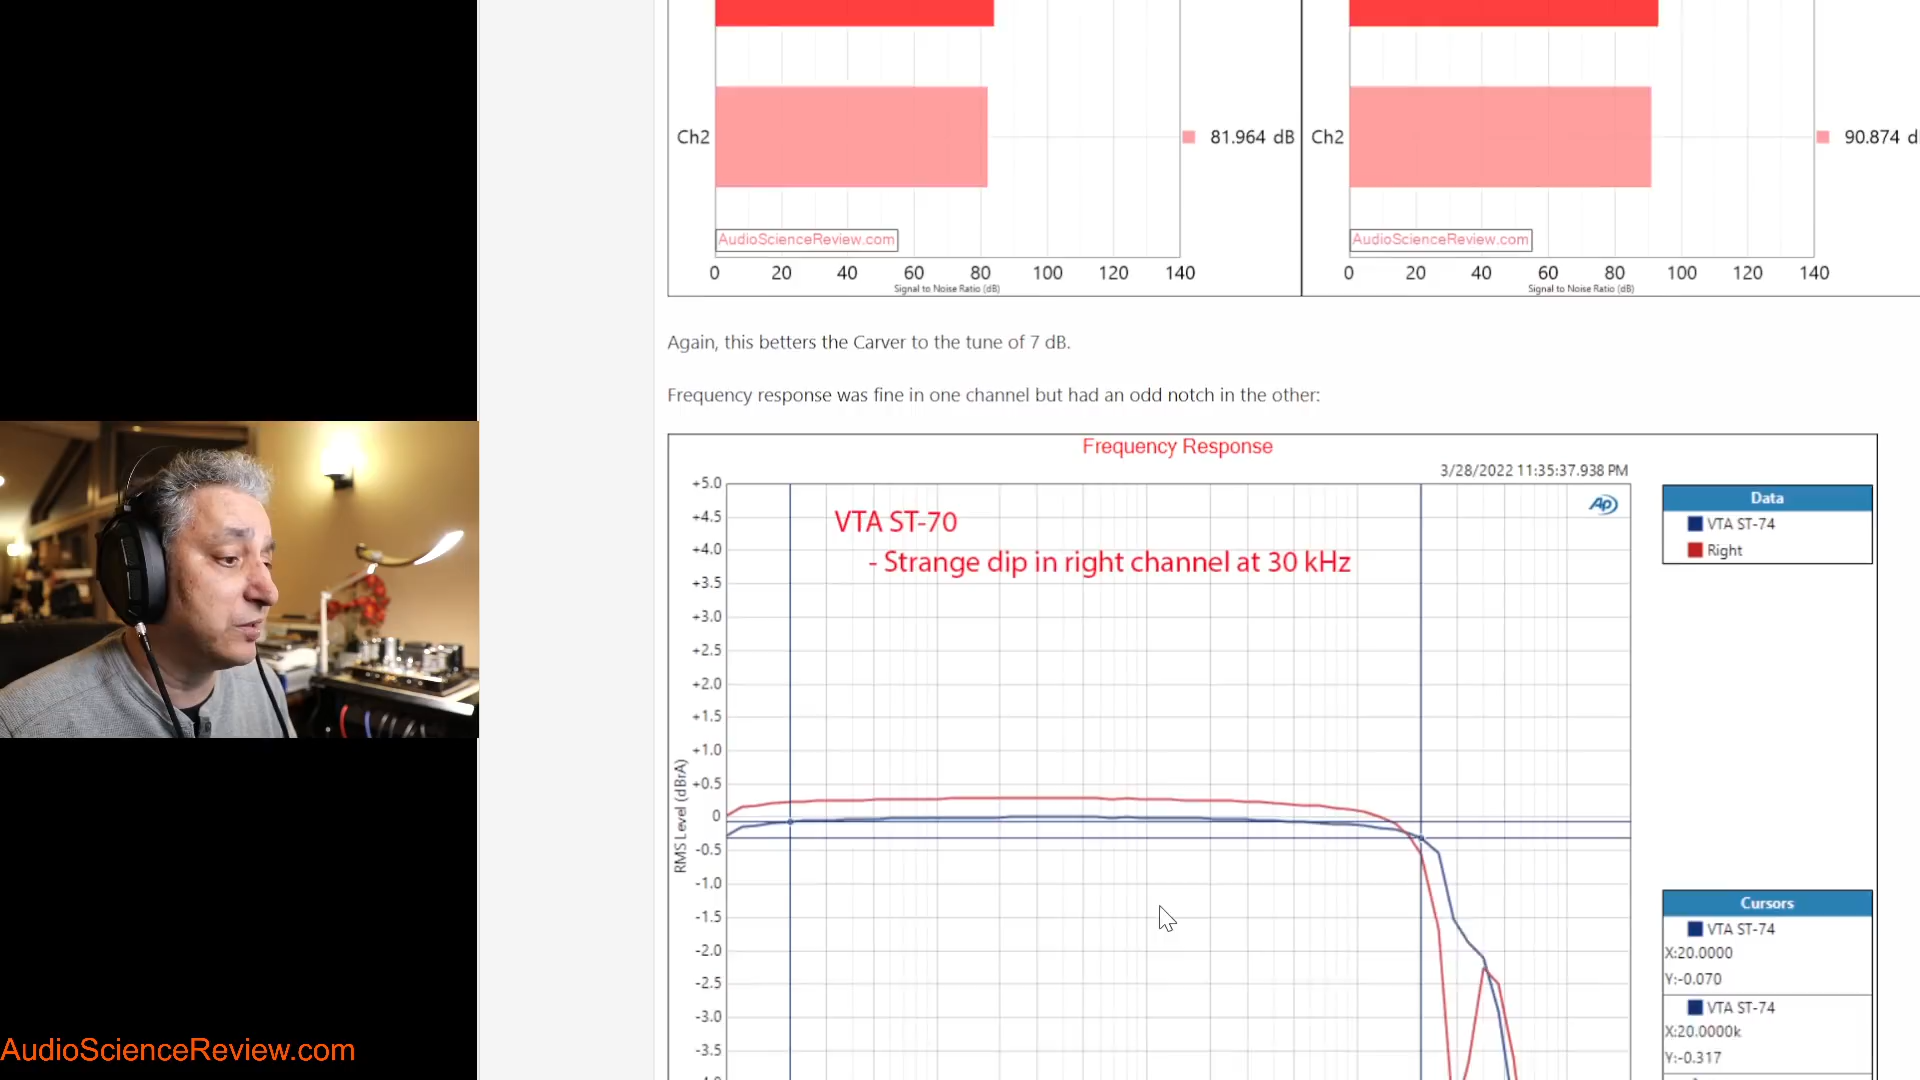 Ch2
81.964 dB
Ch2
90.874 d
AudioScienceReview.com
AudioScienceReview.com
0 20 40 60 80 100 120 140
0 20 40 60 80 100 120 140
Signal to Noise Ratio (dB)
Signal to Noise Ratio (dB)
Again, this betters the Carver to the tune of 7 dB.
Frequency response was fine in one channel but had an odd notch in the other:
Frequency Response
3/28/2022 11:35:37.938 PM
+5.0
+4.5
+4.0
+3.5
+3.0
+2.5
+2.0
+1.5
+1.0
+0.5
0
-0.5
-1.0
-1.5
-2.0
-2.5
-3.0
-3.5
RMS Level (dBrA)
VTA ST-70
- Strange dip in right channel at 30 kHz
Ap
Data
VTA ST-74
Right
Cursors
VTA ST-74
X:20.0000
Y:-0.070
VTA ST-74
X:20.0000k
Y:-0.317
AudioScienceReview.com